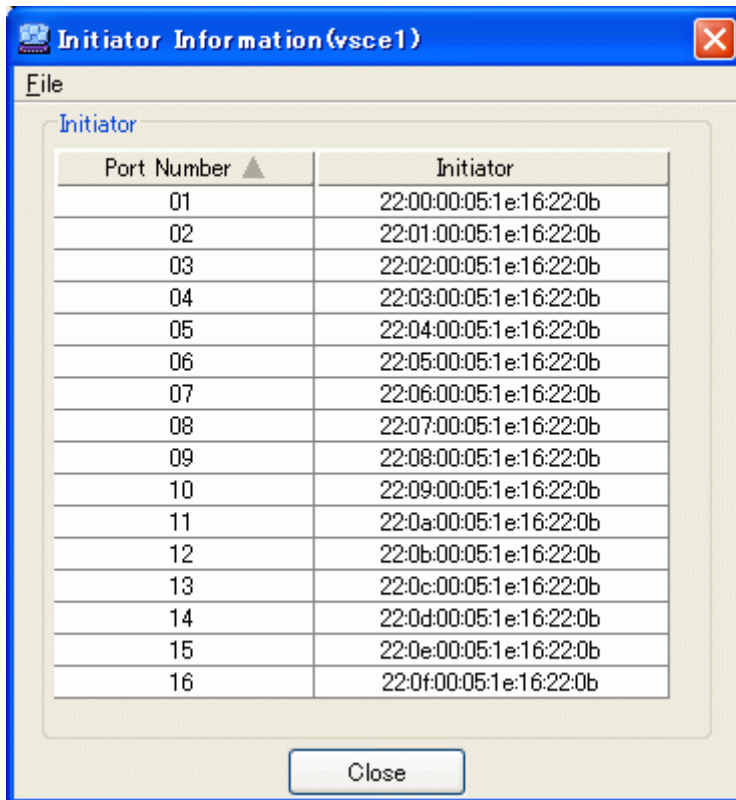 Initiator Information(vsce1)
File
Initiator
Port Number Initiator
01 22:00:00:05:1e:16:22:0b
02 22:01:00:05:1e:16:22:0b
03 22:02:00:05:1e:16:22:0b
04 22:03:00:05:1e:16:22:0b
05 22:04:00:05:1e:16:22:0b
06 22:05:00:05:1e:16:22:0b
07 22:06:00:05:1e:16:22:0b
08 22:07:00:05:1e:16:22:0b
09 22:08:00:05:1e:16:22:0b
10 22:09:00:05:1e:16:22:0b
11 22:0a:00:05:1e:16:22:0b
12 22:0b:00:05:1e:16:22:0b
13 22:0c:00:05:1e:16:22:0b
14 22:0d:00:05:1e:16:22:0b
15 22:0e:00:05:1e:16:22:0b
16 22:0f:00:05:1e:16:22:0b
Close